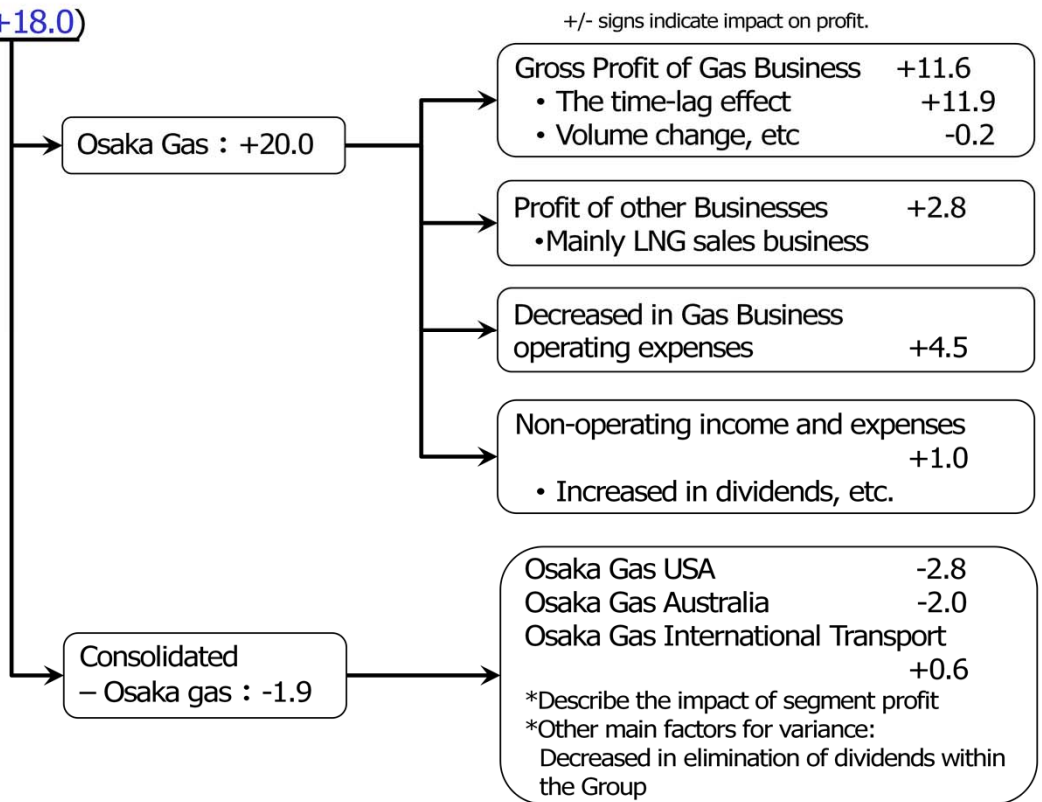 +18.0)
+/- signs indicate impact on profit.
Osaka Gas : +20.0
Gross Profit of Gas Business +11.6
• The time-lag effect +11.9
• Volume change, etc -0.2
Profit of other Businesses +2.8
•Mainly LNG sales business
Decreased in Gas Business
operating expenses +4.5
Non-operating income and expenses
+1.0
• Increased in dividends, etc.
Consolidated
– Osaka gas : -1.9
Osaka Gas USA -2.8
Osaka Gas Australia -2.0
Osaka Gas International Transport
+0.6
*Describe the impact of segment profit
*Other main factors for variance:
Decreased in elimination of dividends within
the Group